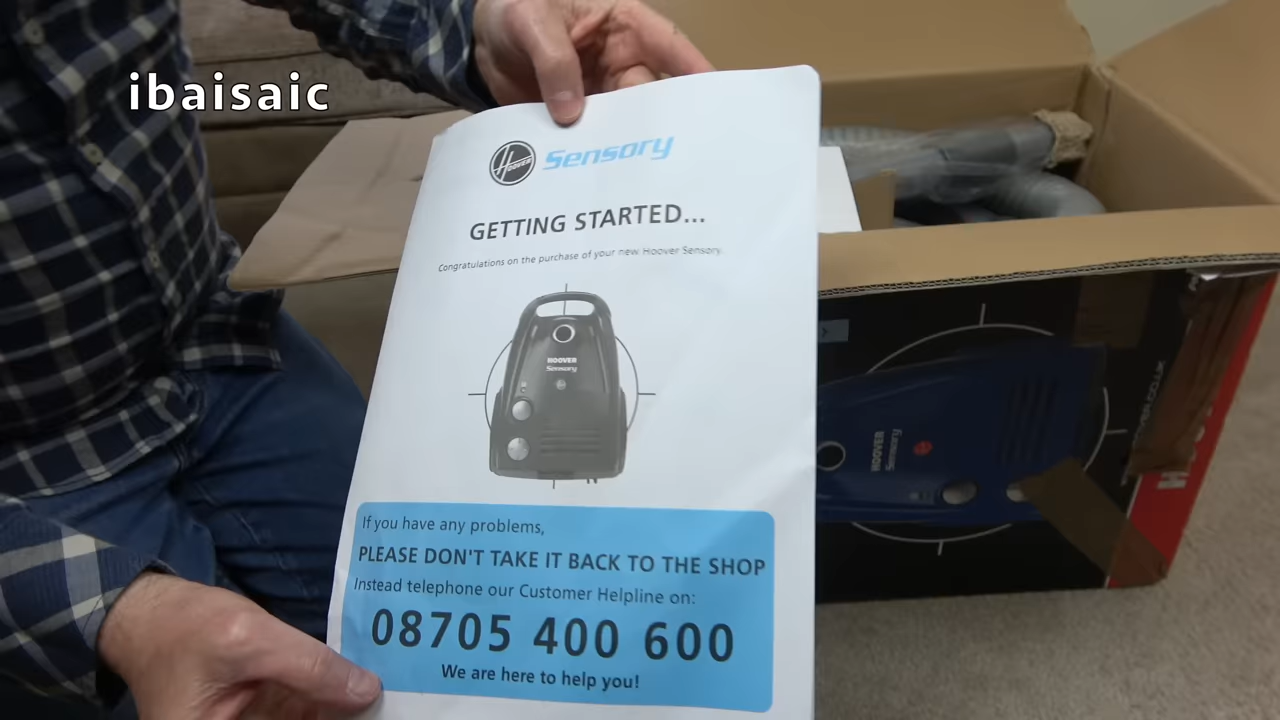 ibaisaic
HOOVER Sensory
GETTING STARTED...
Congratulations on the purchase of your new Hoover Sensory.
HOOVER
Sensory
If you have any problems,
PLEASE DON'T TAKE IT BACK TO THE SHOP
Instead telephone our Customer Helpline on:
08705 400 600
We are here to help you!
HOOVER
Sensory